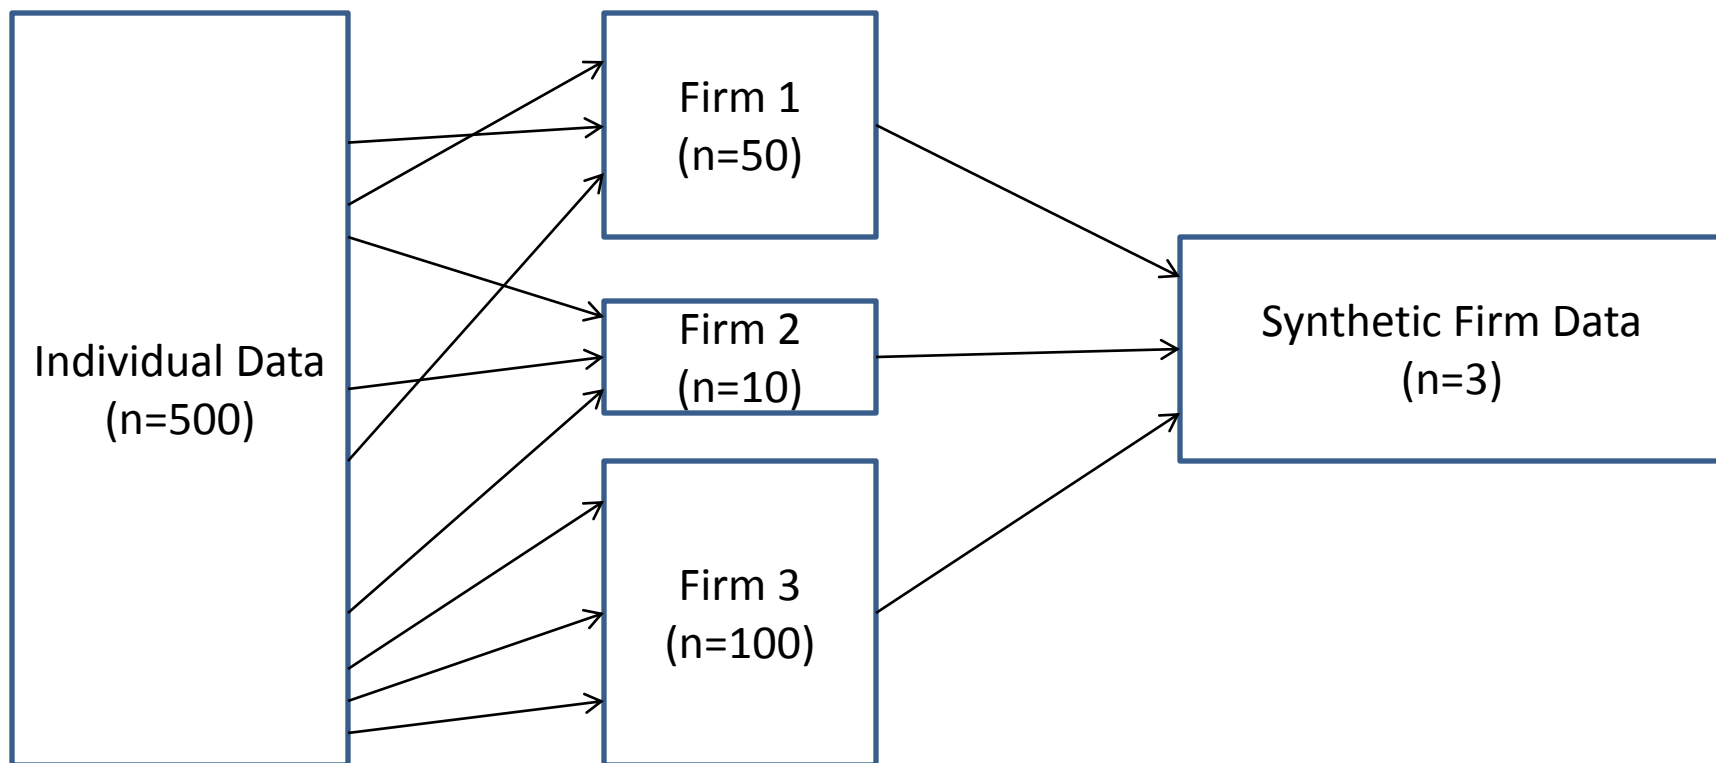 Individual Data
(n=500)
Firm 1
(n=50)
Firm 2
(n=10)
Firm 3
(n=100)
Synthetic Firm Data
(n=3)